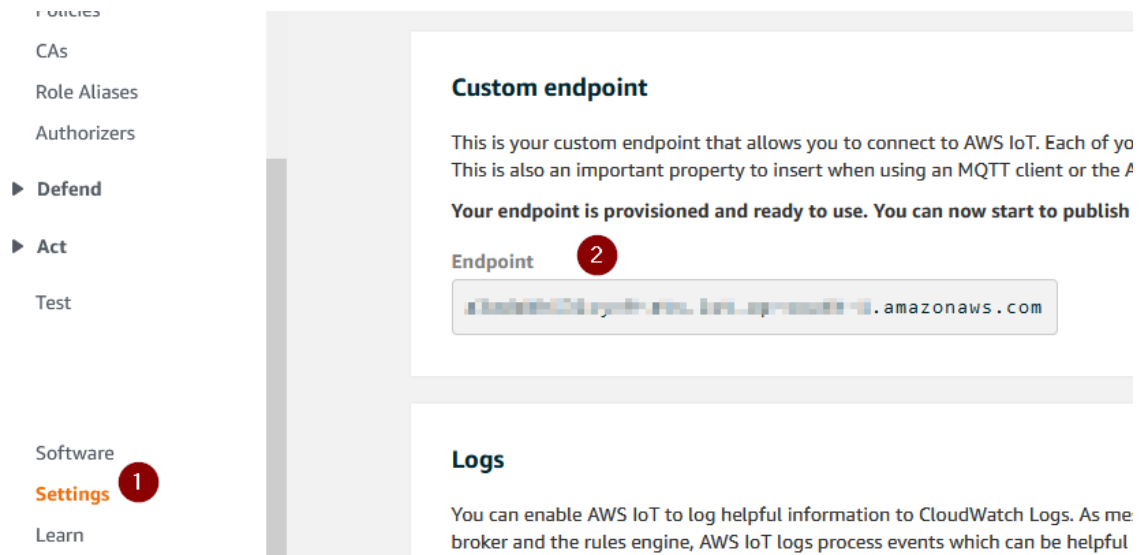 Policies
CAs
Role Aliases
Authorizers
Defend
Act
Test
Software
Settings 1
Learn
Custom endpoint
This is your custom endpoint that allows you to connect to AWS IoT. Each of yo
This is also an important property to insert when using an MQTT client or the A
Your endpoint is provisioned and ready to use. You can now start to publish
Endpoint 2
.amazonaws.com
Logs
You can enable AWS IoT to log helpful information to CloudWatch Logs. As me
broker and the rules engine, AWS IoT logs process events which can be helpful